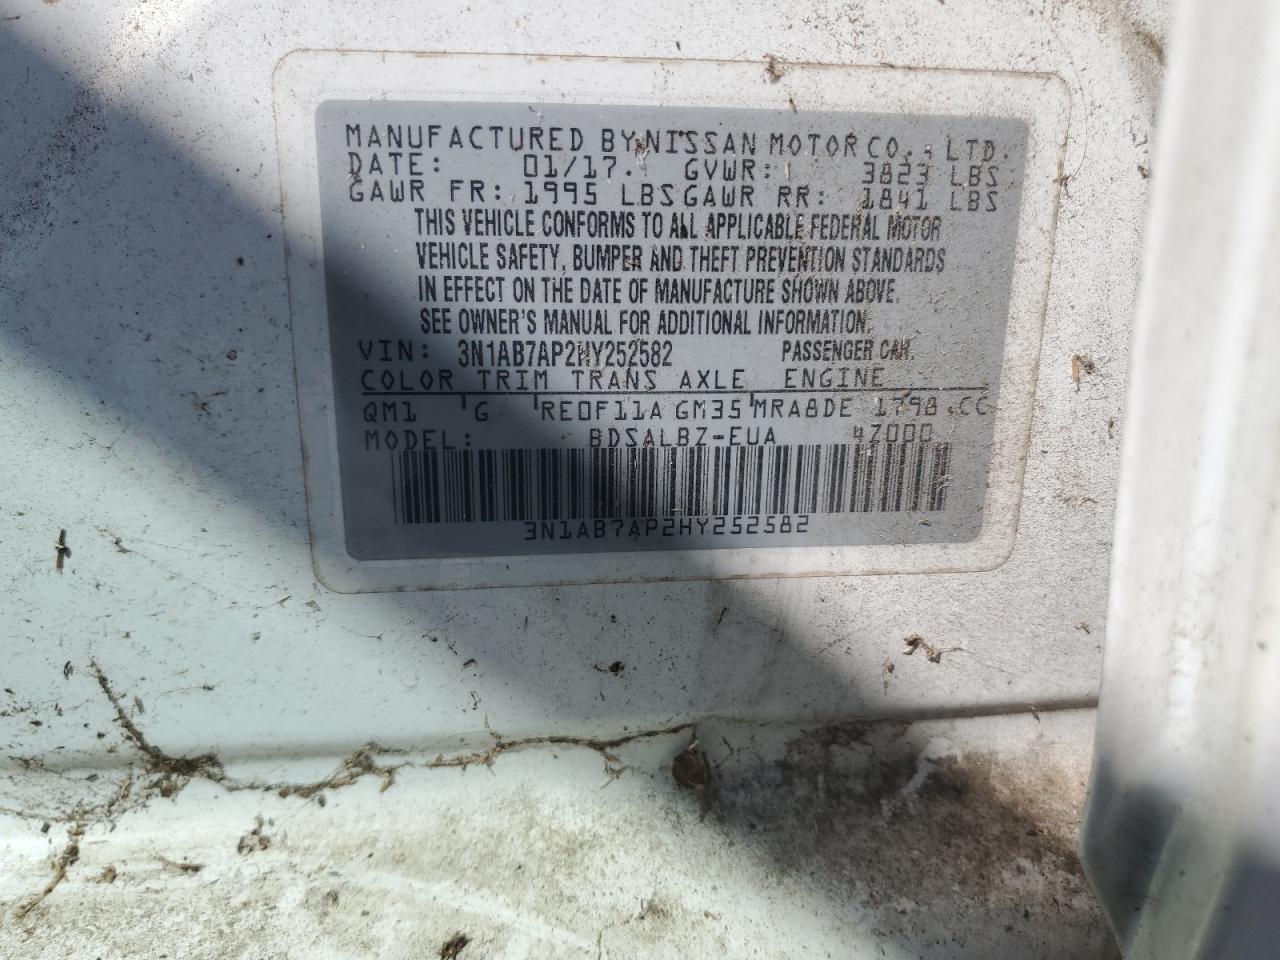 MANUFACTURED BY NISSAN MOTOR CO., LTD.
DATE: 01/17. GVWR: 3823 LBS
GAWR FR: 1995 LBS GAWR RR: 1841 LBS
THIS VEHICLE CONFORMS TO ALL APPLICABLE FEDERAL MOTOR
VEHICLE SAFETY, BUMPER AND THEFT PREVENTION STANDARDS
IN EFFECT ON THE DATE OF MANUFACTURE SHOWN ABOVE.
SEE OWNER'S MANUAL FOR ADDITIONAL INFORMATION.
VIN: 3N1AB7AP2HY252582 PASSENGER CAR.
COLOR TRIM TRANS AXLE ENGINE
QM1 G RE0F11A GM35 MRA8DE 1798 CC
MODEL: BDSALBZ-EUA 4Z000
3N1AB7AP2HY252582